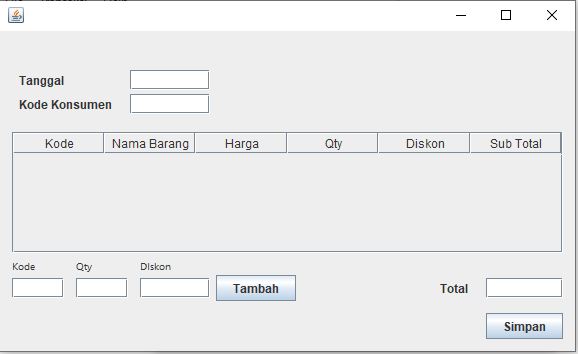 Tanggal
Kode Konsumen
Kode Nama Barang Harga Qty Diskon Sub Total
Kode Qty DIskon
Tambah Total
Simpan